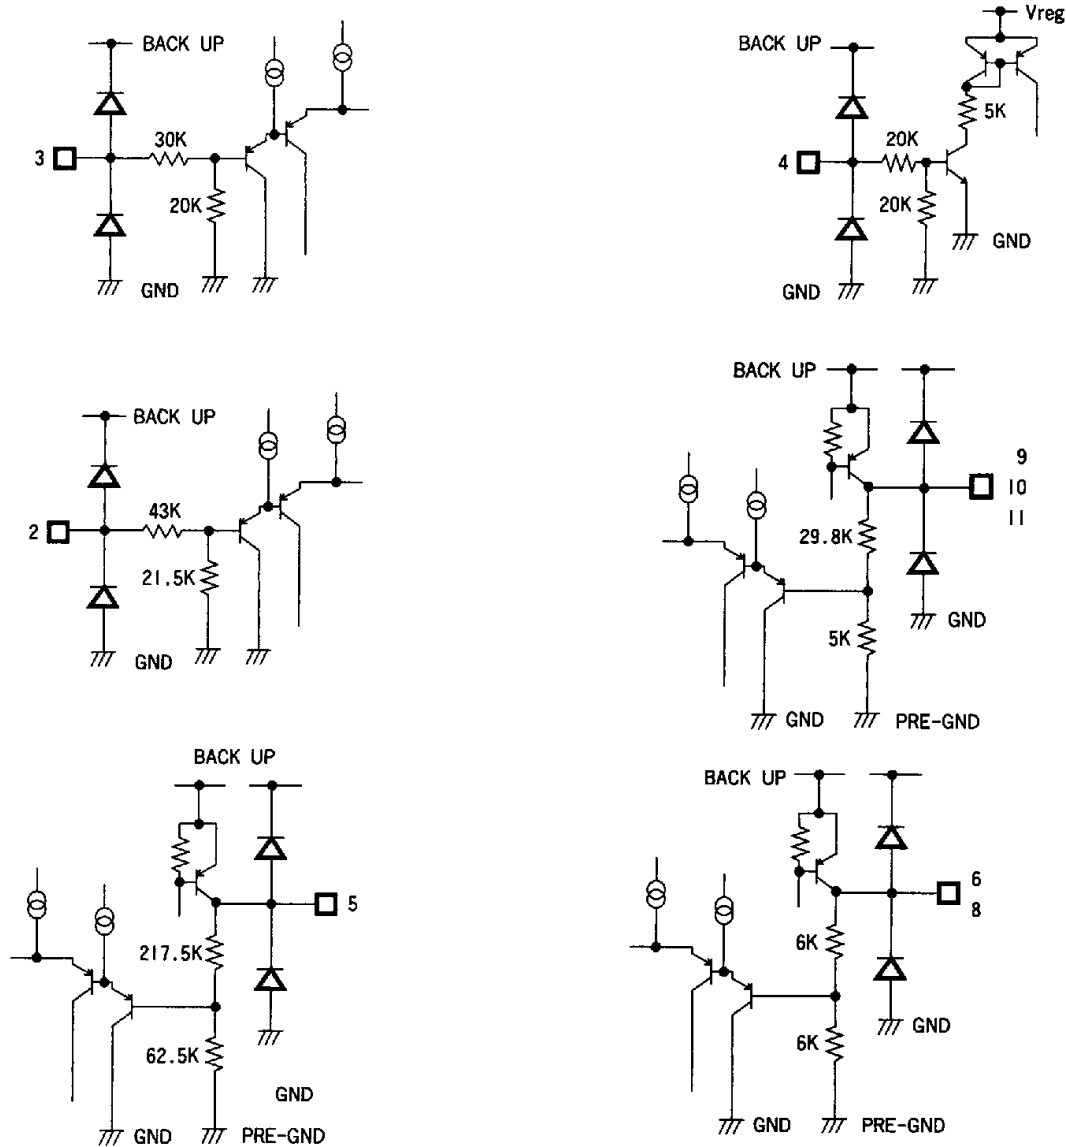 BACK UP
3
30K
20K
GND
Vreg
BACK UP
5K
20K
4
20K
GND
GND
BACK UP
43K
2
21.5K
GND
BACK UP
9
10
11
29.8K
5K
GND
GND
PRE-GND
BACK UP
5
217.5K
62.5K
GND
GND
PRE-GND
BACK UP
6
8
6K
GND
6K
GND
PRE-GND